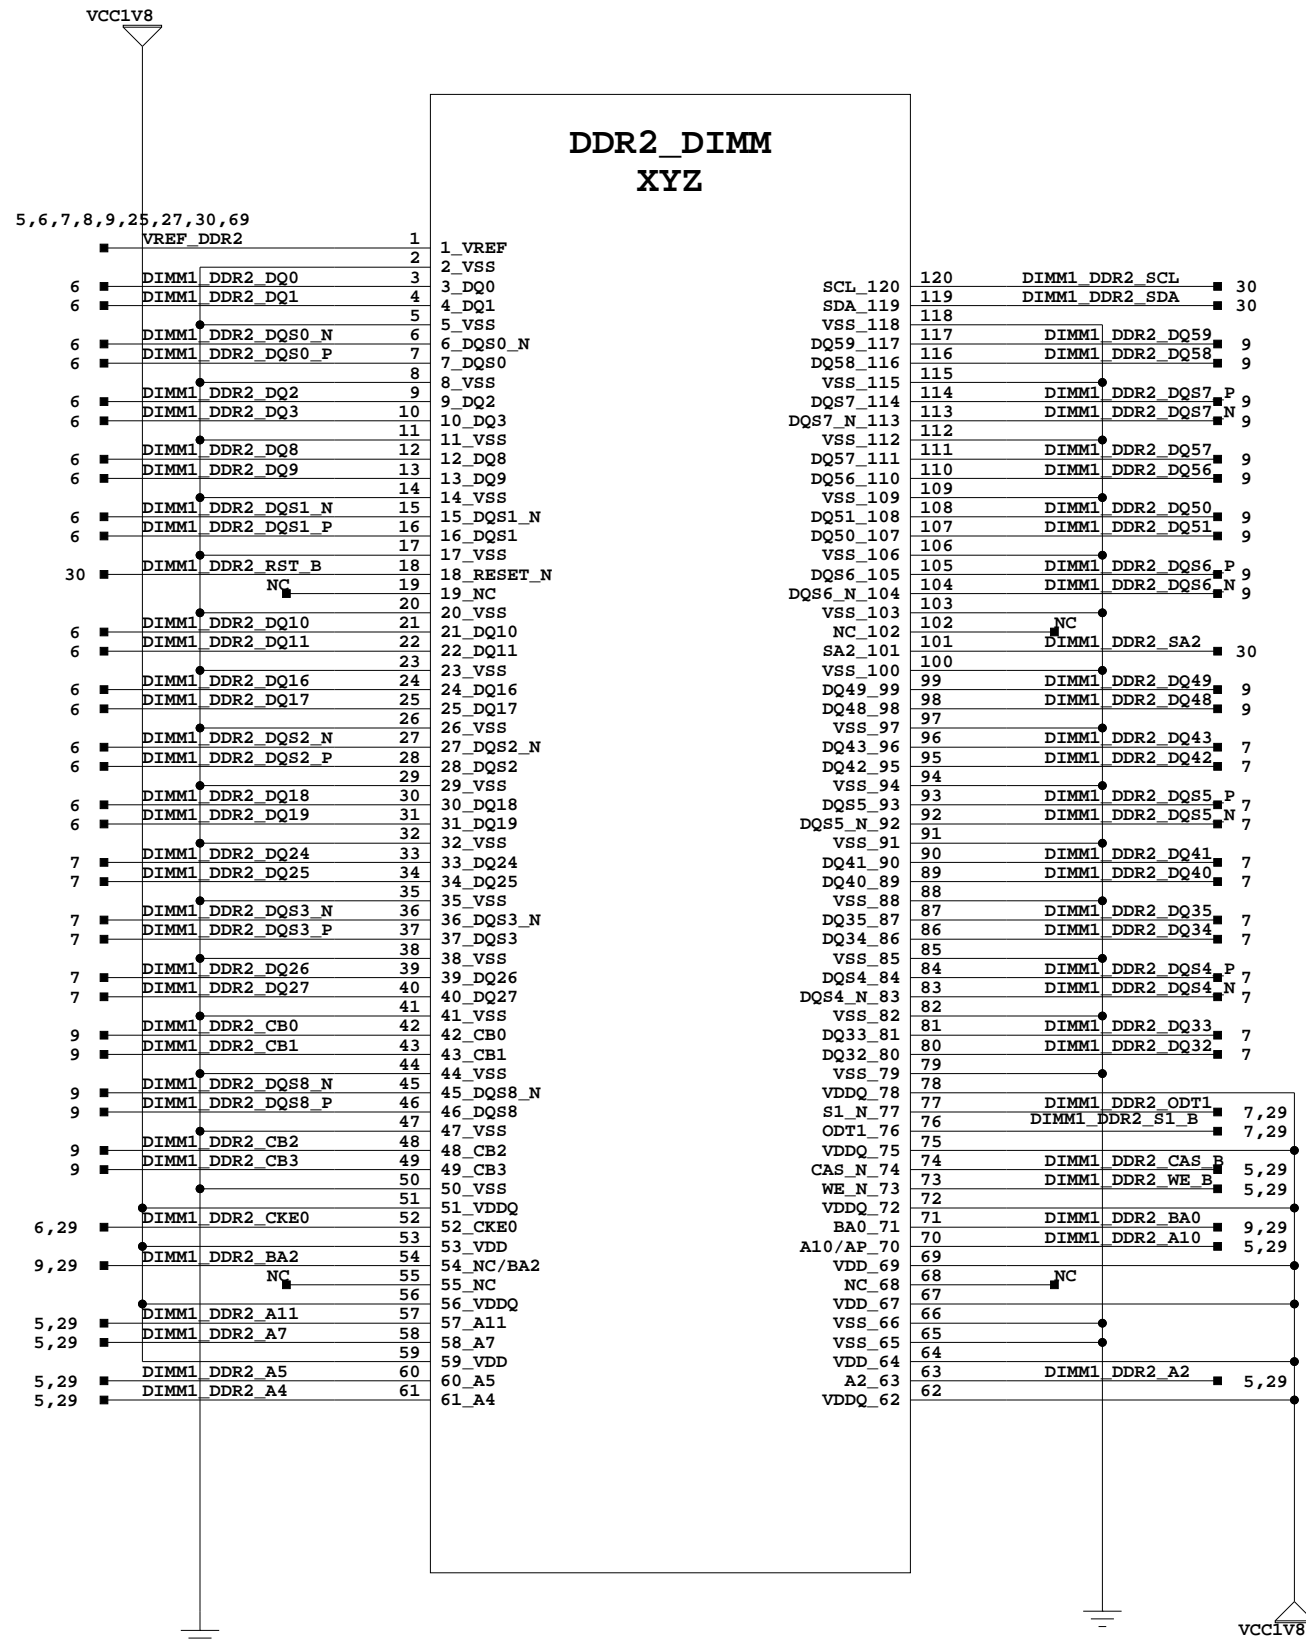 VCC1V8
DDR2_DIMM
XYZ
5,6,7,8,9,25,27,30,69
VREF_DDR2 1 1_VREF
2 2_VSS
6 DIMM1_DDR2_DQ0 3 3_DQ0 SCL_120 120 DIMM1_DDR2_SCL 30
6 DIMM1_DDR2_DQ1 4 4_DQ1 SDA_119 119 DIMM1_DDR2_SDA 30
5 5_VSS VSS_118 118
6 DIMM1_DDR2_DQS0_N 6 6_DQS0_N DQ59_117 117 DIMM1_DDR2_DQ59 9
6 DIMM1_DDR2_DQS0_P 7 7_DQS0 DQ58_116 116 DIMM1_DDR2_DQ58 9
8 8_VSS VSS_115 115
6 DIMM1_DDR2_DQ2 9 9_DQ2 DQS7_114 114 DIMM1_DDR2_DQS7_P 9
6 DIMM1_DDR2_DQ3 10 10_DQ3 DQS7_N_113 113 DIMM1_DDR2_DQS7_N 9
11 11_VSS VSS_112 112
6 DIMM1_DDR2_DQ8 12 12_DQ8 DQ57_111 111 DIMM1_DDR2_DQ57 9
6 DIMM1_DDR2_DQ9 13 13_DQ9 DQ56_110 110 DIMM1_DDR2_DQ56 9
14 14_VSS VSS_109 109
6 DIMM1_DDR2_DQS1_N 15 15_DQS1_N DQ51_108 108 DIMM1_DDR2_DQ50 9
6 DIMM1_DDR2_DQS1_P 16 16_DQS1 DQ50_107 107 DIMM1_DDR2_DQ51 9
17 17_VSS VSS_106 106
30 DIMM1_DDR2_RST_B 18 18_RESET_N DQS6_105 105 DIMM1_DDR2_DQS6_P 9
NC 19 19_NC DQS6_N_104 104 DIMM1_DDR2_DQS6_N 9
20 20_VSS VSS_103 103
6 DIMM1_DDR2_DQ10 21 21_DQ10 NC_102 102 NC
6 DIMM1_DDR2_DQ11 22 22_DQ11 SA2_101 101 DIMM1_DDR2_SA2 30
23 23_VSS VSS_100 100
6 DIMM1_DDR2_DQ16 24 24_DQ16 DQ49_99 99 DIMM1_DDR2_DQ49 9
6 DIMM1_DDR2_DQ17 25 25_DQ17 DQ48_98 98 DIMM1_DDR2_DQ48 9
26 26_VSS VSS_97 97
6 DIMM1_DDR2_DQS2_N 27 27_DQS2_N DQ43_96 96 DIMM1_DDR2_DQ43 7
6 DIMM1_DDR2_DQS2_P 28 28_DQS2 DQ42_95 95 DIMM1_DDR2_DQ42 7
29 29_VSS VSS_94 94
6 DIMM1_DDR2_DQ18 30 30_DQ18 DQS5_93 93 DIMM1_DDR2_DQS5_P 7
6 DIMM1_DDR2_DQ19 31 31_DQ19 DQS5_N_92 92 DIMM1_DDR2_DQS5_N 7
32 32_VSS VSS_91 91
7 DIMM1_DDR2_DQ24 33 33_DQ24 DQ41_90 90 DIMM1_DDR2_DQ41 7
7 DIMM1_DDR2_DQ25 34 34_DQ25 DQ40_89 89 DIMM1_DDR2_DQ40 7
35 35_VSS VSS_88 88
7 DIMM1_DDR2_DQS3_N 36 36_DQS3_N DQ35_87 87 DIMM1_DDR2_DQ35 7
7 DIMM1_DDR2_DQS3_P 37 37_DQS3 DQ34_86 86 DIMM1_DDR2_DQ34 7
38 38_VSS VSS_85 85
7 DIMM1_DDR2_DQ26 39 39_DQ26 DQS4_84 84 DIMM1_DDR2_DQS4_P 7
7 DIMM1_DDR2_DQ27 40 40_DQ27 DQS4_N_83 83 DIMM1_DDR2_DQS4_N 7
41 41_VSS VSS_82 82
9 DIMM1_DDR2_CB0 42 42_CB0 DQ33_81 81 DIMM1_DDR2_DQ33 7
9 DIMM1_DDR2_CB1 43 43_CB1 DQ32_80 80 DIMM1_DDR2_DQ32 7
44 44_VSS VSS_79 79
9 DIMM1_DDR2_DQS8_N 45 45_DQS8_N VDDQ_78 78
9 DIMM1_DDR2_DQS8_P 46 46_DQS8 S1_N_77 77 DIMM1_DDR2_ODT1 7,29
47 47_VSS ODT1_76 76 DIMM1_DDR2_S1_B 7,29
9 DIMM1_DDR2_CB2 48 48_CB2 VDDQ_75 75
9 DIMM1_DDR2_CB3 49 49_CB3 CAS_N_74 74 DIMM1_DDR2_CAS_B 5,29
50 50_VSS WE_N_73 73 DIMM1_DDR2_WE_B 5,29
51 51_VDDQ VDDQ_72 72
6,29 DIMM1_DDR2_CKE0 52 52_CKE0 BA0_71 71 DIMM1_DDR2_BA0 9,29
53 53_VDD A10/AP_70 70 DIMM1_DDR2_A10 5,29
9,29 DIMM1_DDR2_BA2 54 54_NC/BA2 VDD_69 69
NC 55 55_NC NC_68 68 NC
56 56_VDDQ VDD_67 67
5,29 DIMM1_DDR2_A11 57 57_A11 VSS_66 66
5,29 DIMM1_DDR2_A7 58 58_A7 VSS_65 65
59 59_VDD VDD_64 64
5,29 DIMM1_DDR2_A5 60 60_A5 A2_63 63 DIMM1_DDR2_A2 5,29
5,29 DIMM1_DDR2_A4 61 61_A4 VDDQ_62 62
VCC1V8